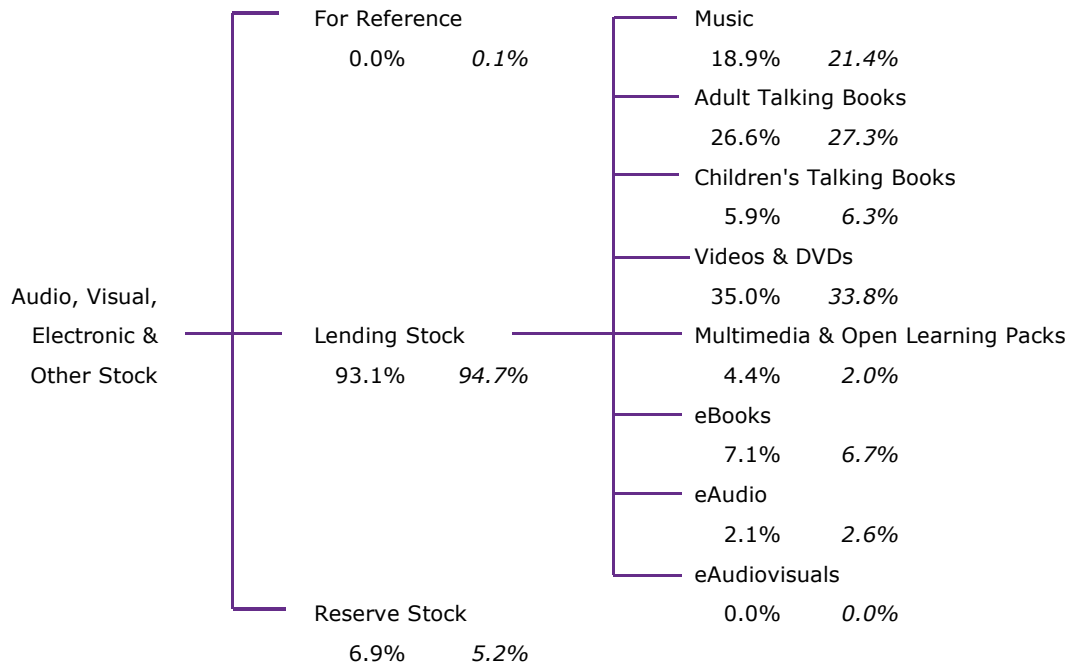 For Reference
0.0% 0.1%
Music
18.9% 21.4%
Adult Talking Books
26.6% 27.3%
Children's Talking Books
5.9% 6.3%
Videos & DVDs
35.0% 33.8%
Audio, Visual,
Electronic &
Other Stock
Lending Stock
93.1% 94.7%
Multimedia & Open Learning Packs
4.4% 2.0%
eBooks
7.1% 6.7%
eAudio
2.1% 2.6%
eAudiovisuals
0.0% 0.0%
Reserve Stock
6.9% 5.2%